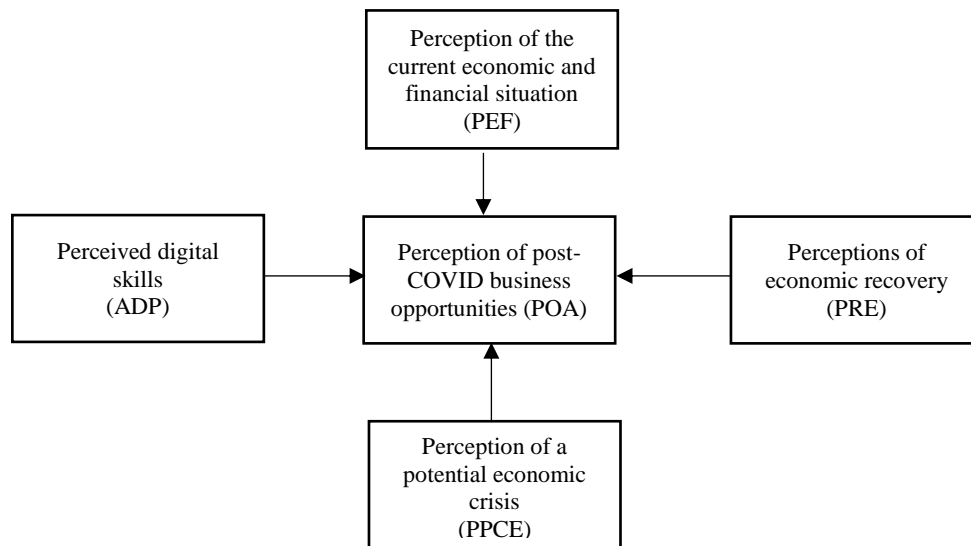 Perception of the
current economic and
financial situation
(PEF)
Perceived digital
skills
(ADP)
Perception of post-
COVID business
opportunities (POA)
Perceptions of
economic recovery
(PRE)
Perception of a
potential economic
crisis
(PPCE)